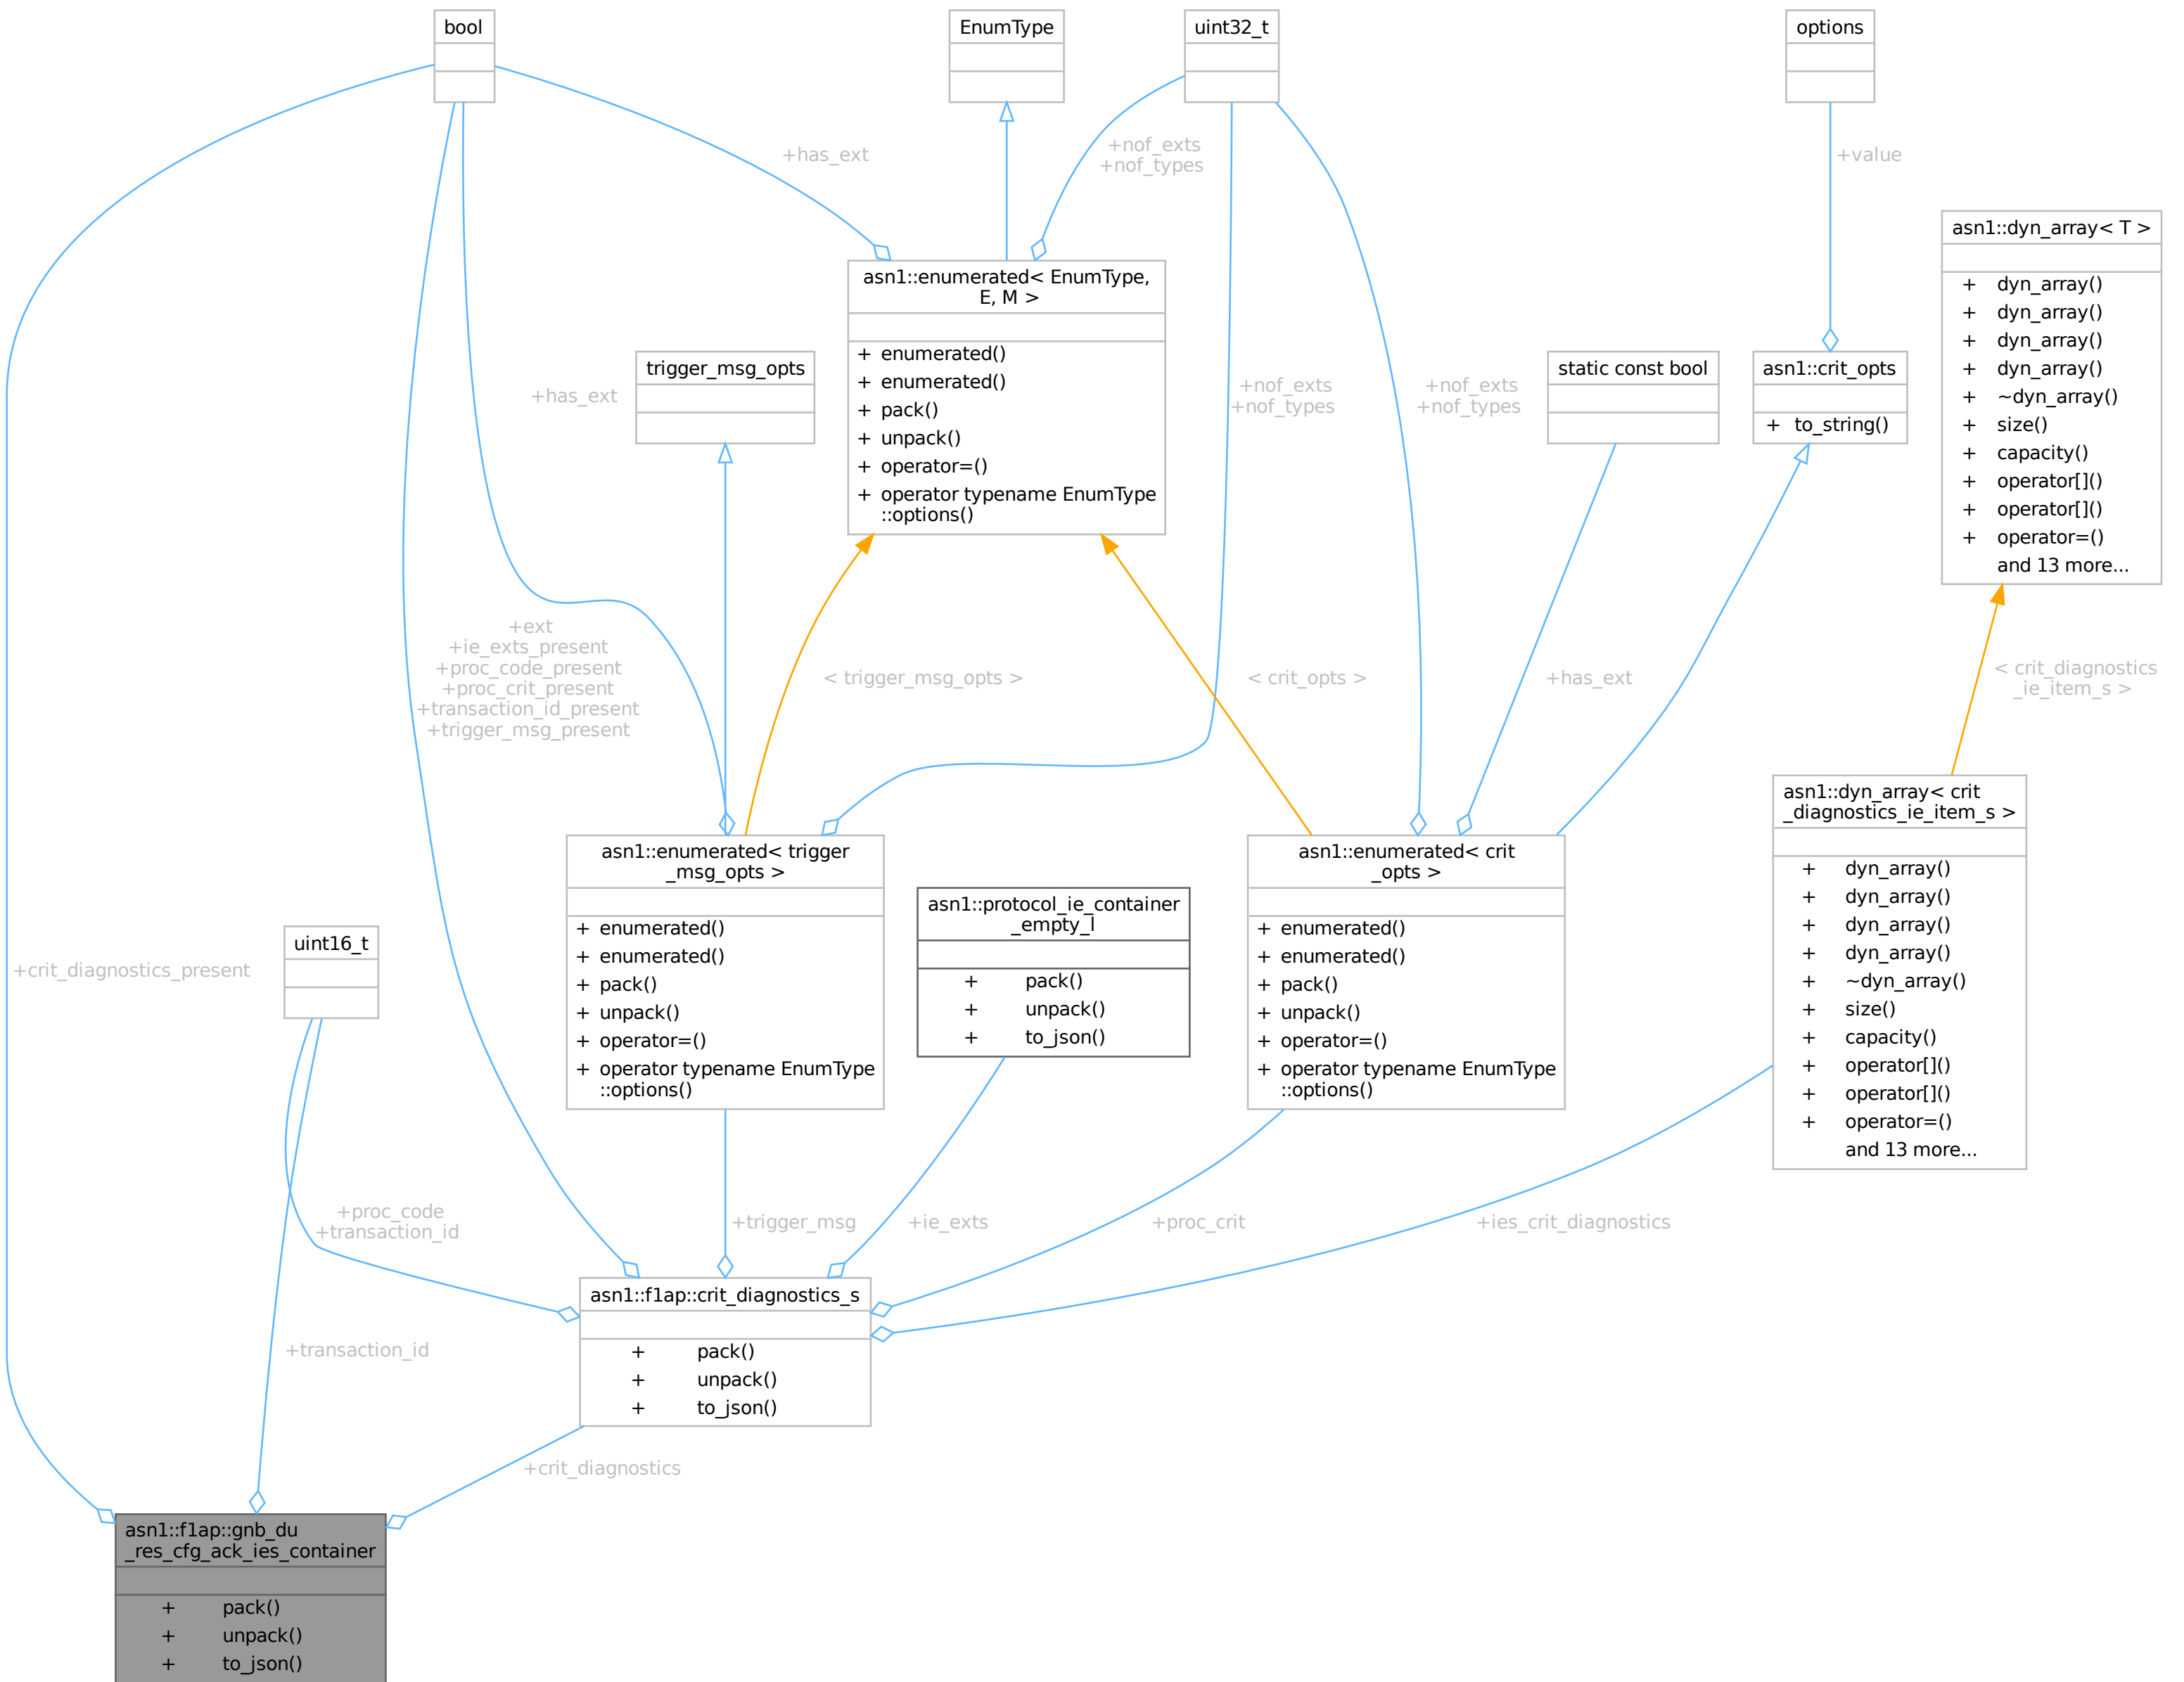 bool
EnumType
uint32_t
options
+has_ext
+nof_exts
+nof_types
+value
asn1::dyn_array< T >
+ dyn_array()
+ dyn_array()
+ dyn_array()
+ dyn_array()
+ ~dyn_array()
+ size()
+ capacity()
+ operator[]()
+ operator[]()
+ operator=()
and 13 more...
asn1::enumerated< EnumType,
E, M >
+ enumerated()
+ enumerated()
+ pack()
+ unpack()
+ operator=()
+ operator typename EnumType
::options()
trigger_msg_opts
+has_ext
+nof_exts
+nof_types
+nof_exts
+nof_types
static const bool
asn1::crit_opts
+ to_string()
+ext
+ie_exts_present
+proc_code_present
+proc_crit_present
+transaction_id_present
+trigger_msg_present
< trigger_msg_opts >
< crit_opts >
+has_ext
< crit_diagnostics
_ie_item_s >
asn1::enumerated< trigger
_msg_opts >
+ enumerated()
+ enumerated()
+ pack()
+ unpack()
+ operator=()
+ operator typename EnumType
::options()
asn1::protocol_ie_container
_empty_l
+ pack()
+ unpack()
+ to_json()
asn1::enumerated< crit
_opts >
+ enumerated()
+ enumerated()
+ pack()
+ unpack()
+ operator=()
+ operator typename EnumType
::options()
asn1::dyn_array< crit
_diagnostics_ie_item_s >
+ dyn_array()
+ dyn_array()
+ dyn_array()
+ dyn_array()
+ ~dyn_array()
+ size()
+ capacity()
+ operator[]()
+ operator[]()
+ operator=()
and 13 more...
uint16_t
+crit_diagnostics_present
+proc_code
+transaction_id
+trigger_msg
+ie_exts
+proc_crit
+ies_crit_diagnostics
asn1::f1ap::crit_diagnostics_s
+ pack()
+ unpack()
+ to_json()
+transaction_id
+crit_diagnostics
asn1::f1ap::gnb_du
_res_cfg_ack_ies_container
+ pack()
+ unpack()
+ to_json()